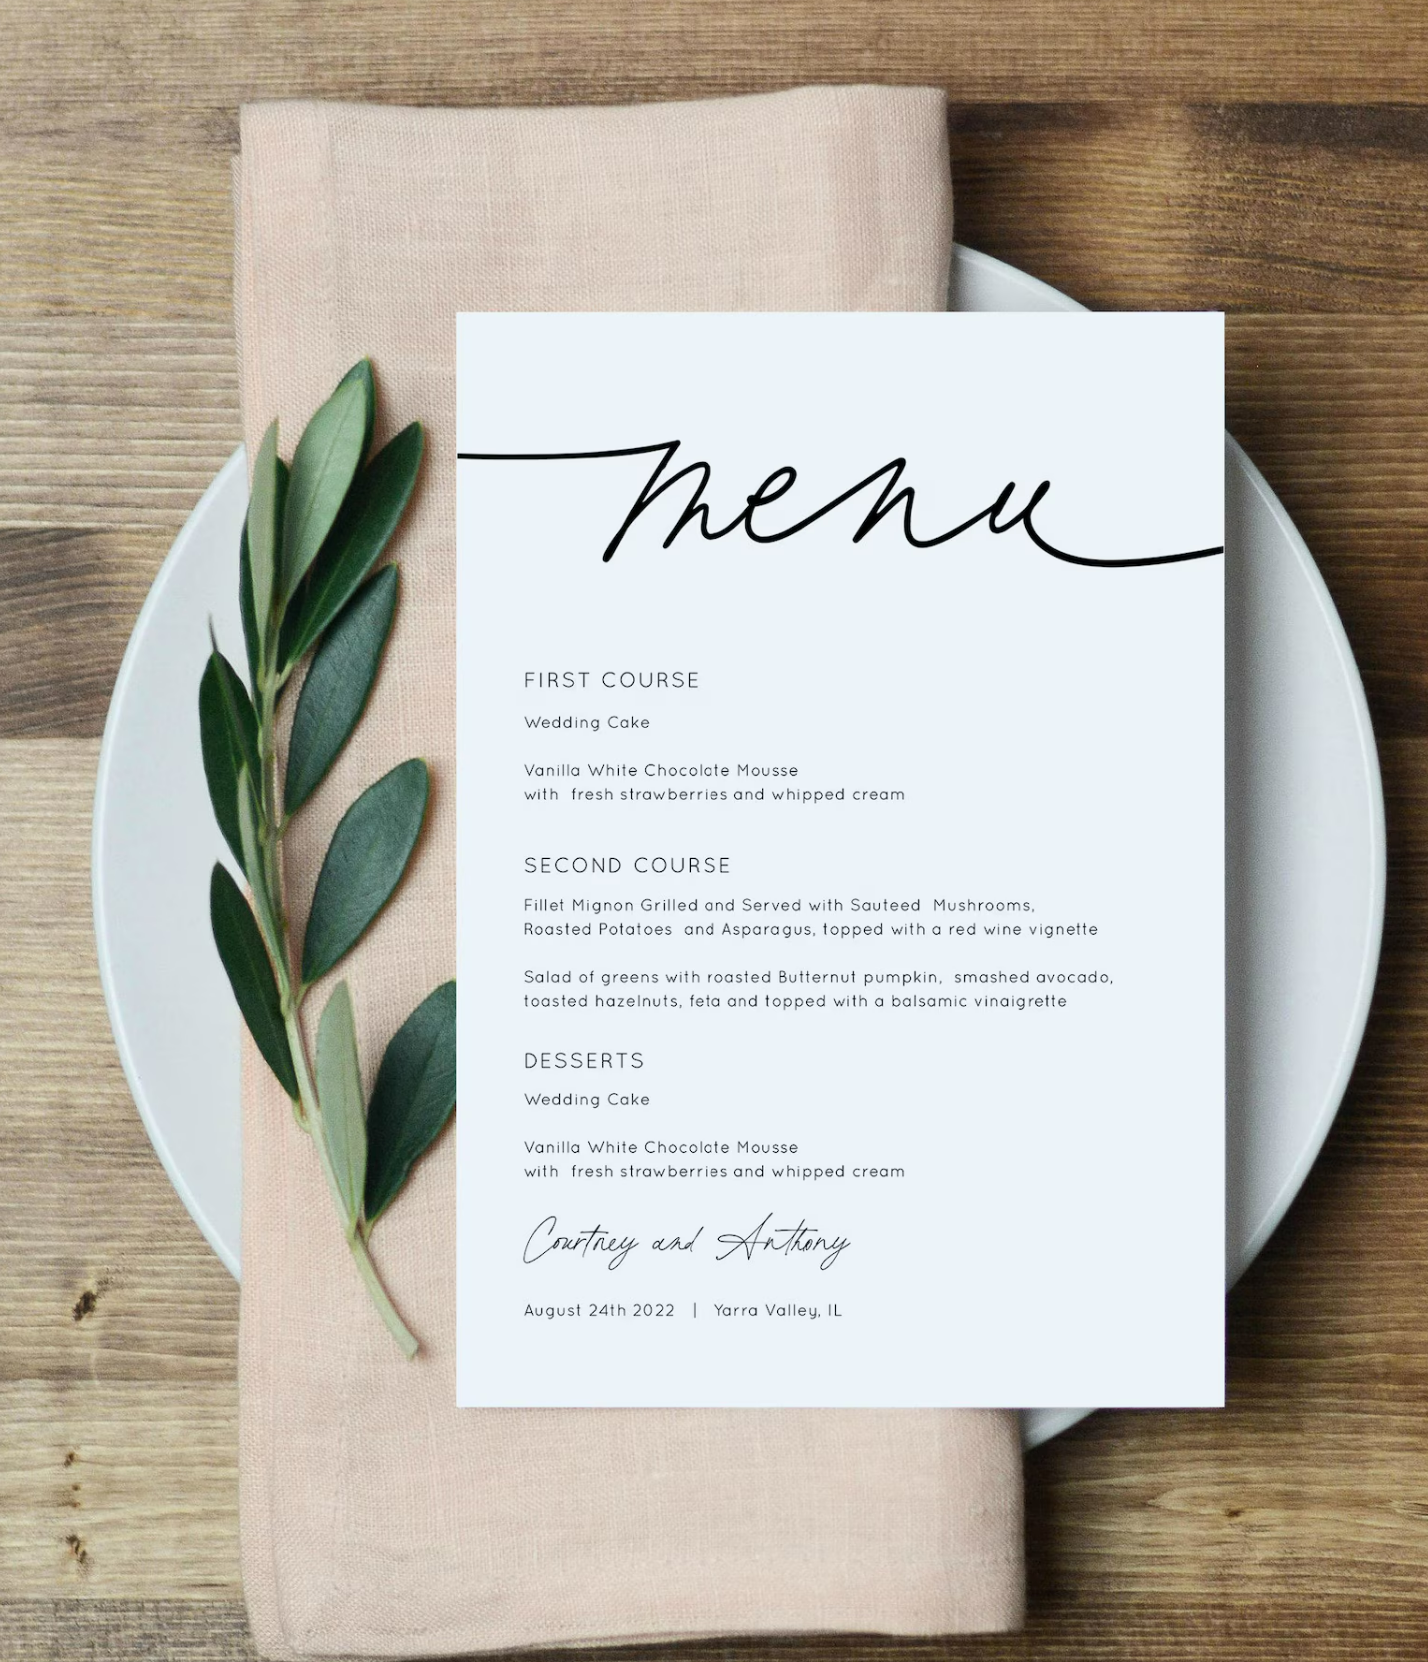 menu
FIRST COURSE
Wedding Cake
Vanilla White Chocolate Mousse
with  fresh strawberries and whipped cream
SECOND COURSE
Fillet Mignon Grilled and Served with Sauteed  Mushrooms,
Roasted Potatoes  and Asparagus, topped with a red wine vignette
Salad of greens with roasted Butternut pumpkin,  smashed avocado,
toasted hazelnuts, feta and topped with a balsamic vinaigrette
DESSERTS
Wedding Cake
Vanilla White Chocolate Mousse
with  fresh strawberries and whipped cream
Courtney and Anthony
August 24th 2022  |  Yarra Valley, IL